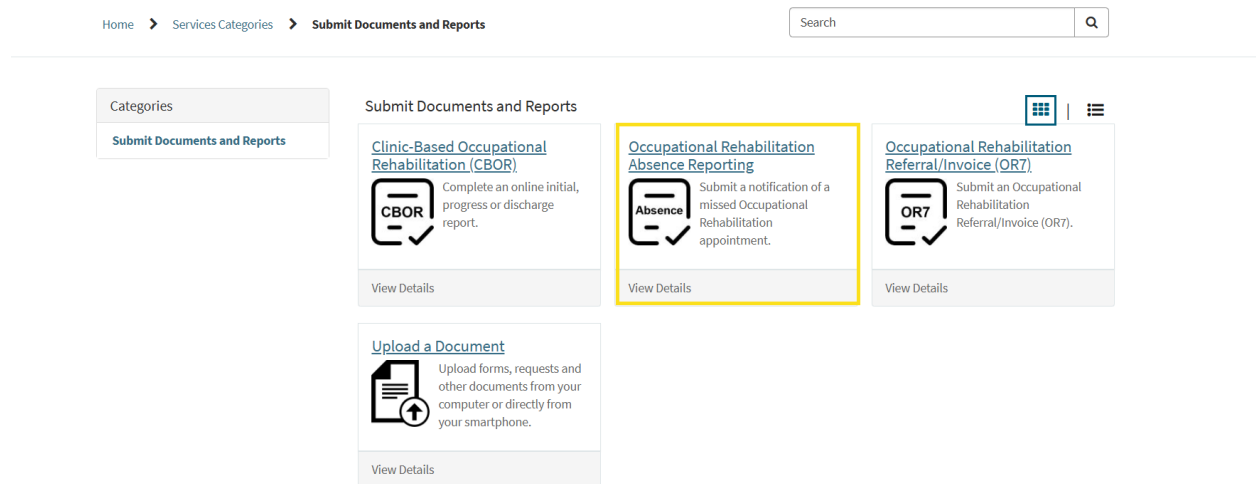 Home Services Categories Submit Documents and Reports
Search
Categories
Submit Documents and Reports
Submit Documents and Reports
|
Clinic-Based Occupational
Rehabilitation (CBOR)
CBOR
Complete an online initial,
progress or discharge
report.
View Details
Occupational Rehabilitation
Absence Reporting
Absence
Submit a notification of a
missed Occupational
Rehabilitation
appointment.
View Details
Occupational Rehabilitation
Referral/Invoice (OR7)
OR7
Submit an Occupational
Rehabilitation
Referral/Invoice (OR7).
View Details
Upload a Document
Upload forms, requests and
other documents from your
computer or directly from
your smartphone.
View Details